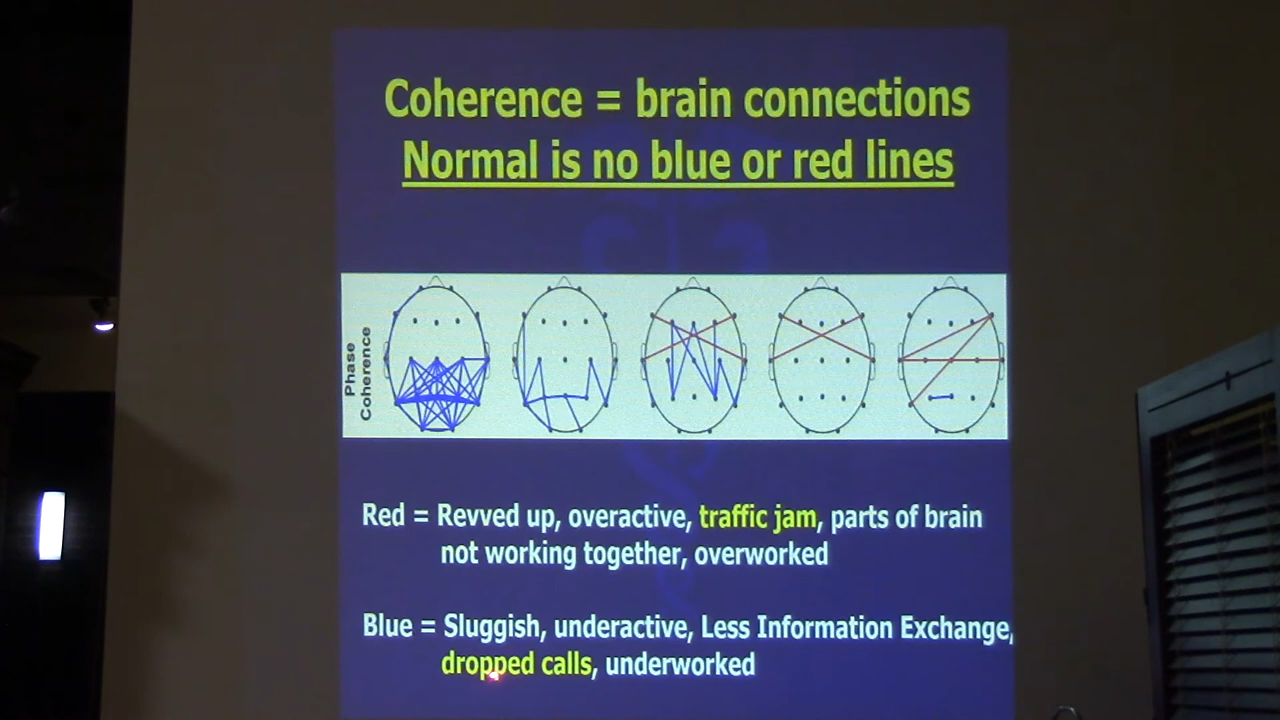 Coherence = brain connections
Normal is no blue or red lines
Phase
Coherence
Red = Revved up, overactive, traffic jam, parts of brain
not working together, overworked
Blue = Sluggish, underactive, Less Information Exchange,
dropped calls, underworked